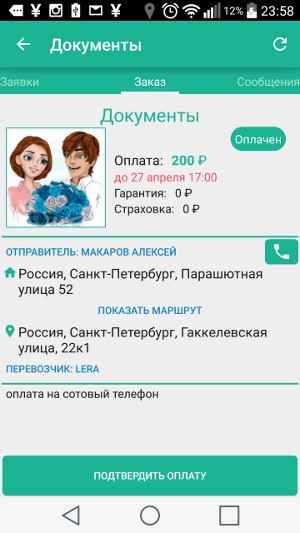 12% 23:58
Документы
Заявки Заказ Сообщения
Документы
Оплачен
Оплата: 200 ₽
до 27 апреля 17:00
Гарантия: 0 ₽
Страховка: 0 ₽
ОТПРАВИТЕЛЬ: МАКАРОВ АЛЕКСЕЙ
Россия, Санкт-Петербург, Парашютная
улица 52
ПОКАЗАТЬ МАРШРУТ
Россия, Санкт-Петербург, Гаккелевская
улица, 22к1
ПЕРЕВОЗЧИК: LERA
оплата на сотовый телефон
ПОДТВЕРДИТЬ ОПЛАТУ